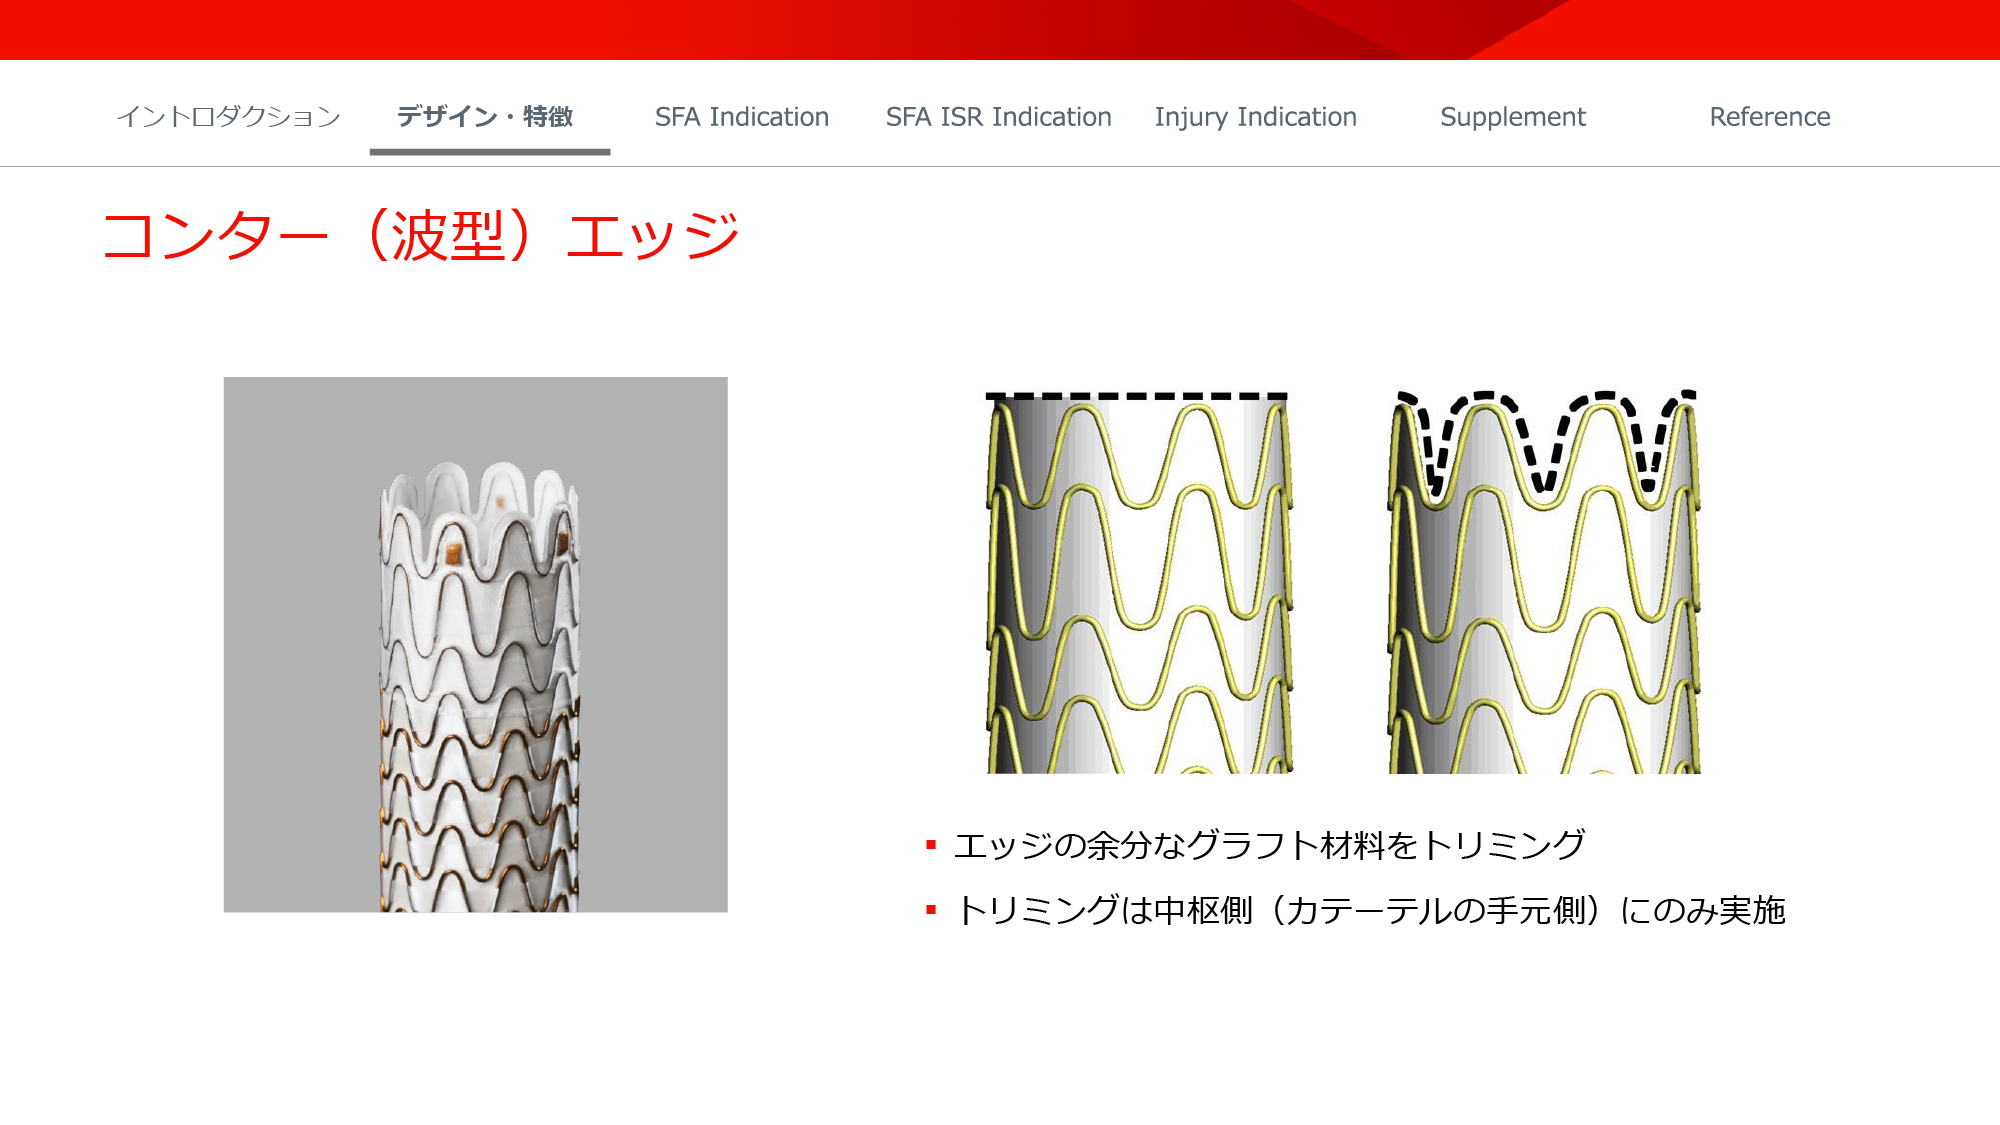 イントロダクション デザイン・特徴 SFA Indication SFA ISR Indication Injury Indication Supplement Reference
コンター（波型）エッジ
▪ エッジの余分なグラフト材料をトリミング
▪ トリミングは中枢側（カテーテルの手元側）にのみ実施